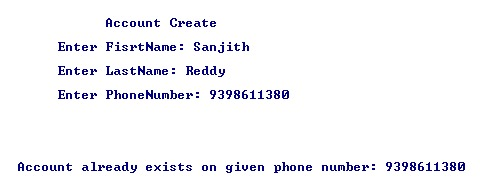 Account Create
Enter FisrtName: Sanjith
Enter LastName: Reddy
Enter PhoneNumber: 9398611380
Account already exists on given phone number: 9398611380